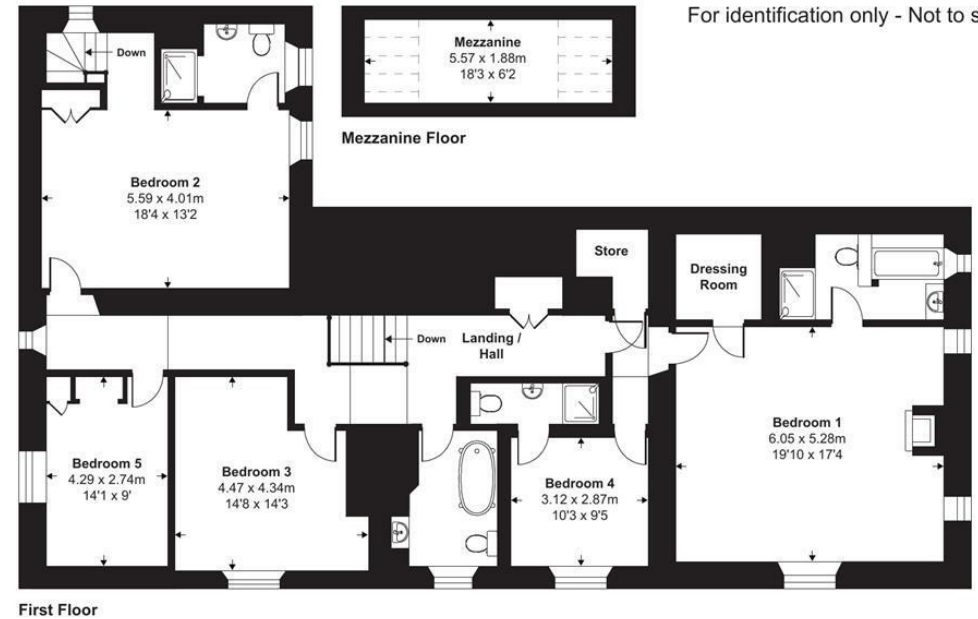 For identification only - Not to s
Down
Mezzanine
5.57 x 1.88m
18'3 x 6'2
Mezzanine Floor
Bedroom 2
5.59 x 4.01m
18'4 x 13'2
Store
Dressing
Room
Down
Landing /
Hall
Bedroom 1
6.05 x 5.28m
19'10 x 17'4
Bedroom 5
4.29 x 2.74m
14'1 x 9'
Bedroom 3
4.47 x 4.34m
14'8 x 14'3
Bedroom 4
3.12 x 2.87m
10'3 x 9'5
First Floor